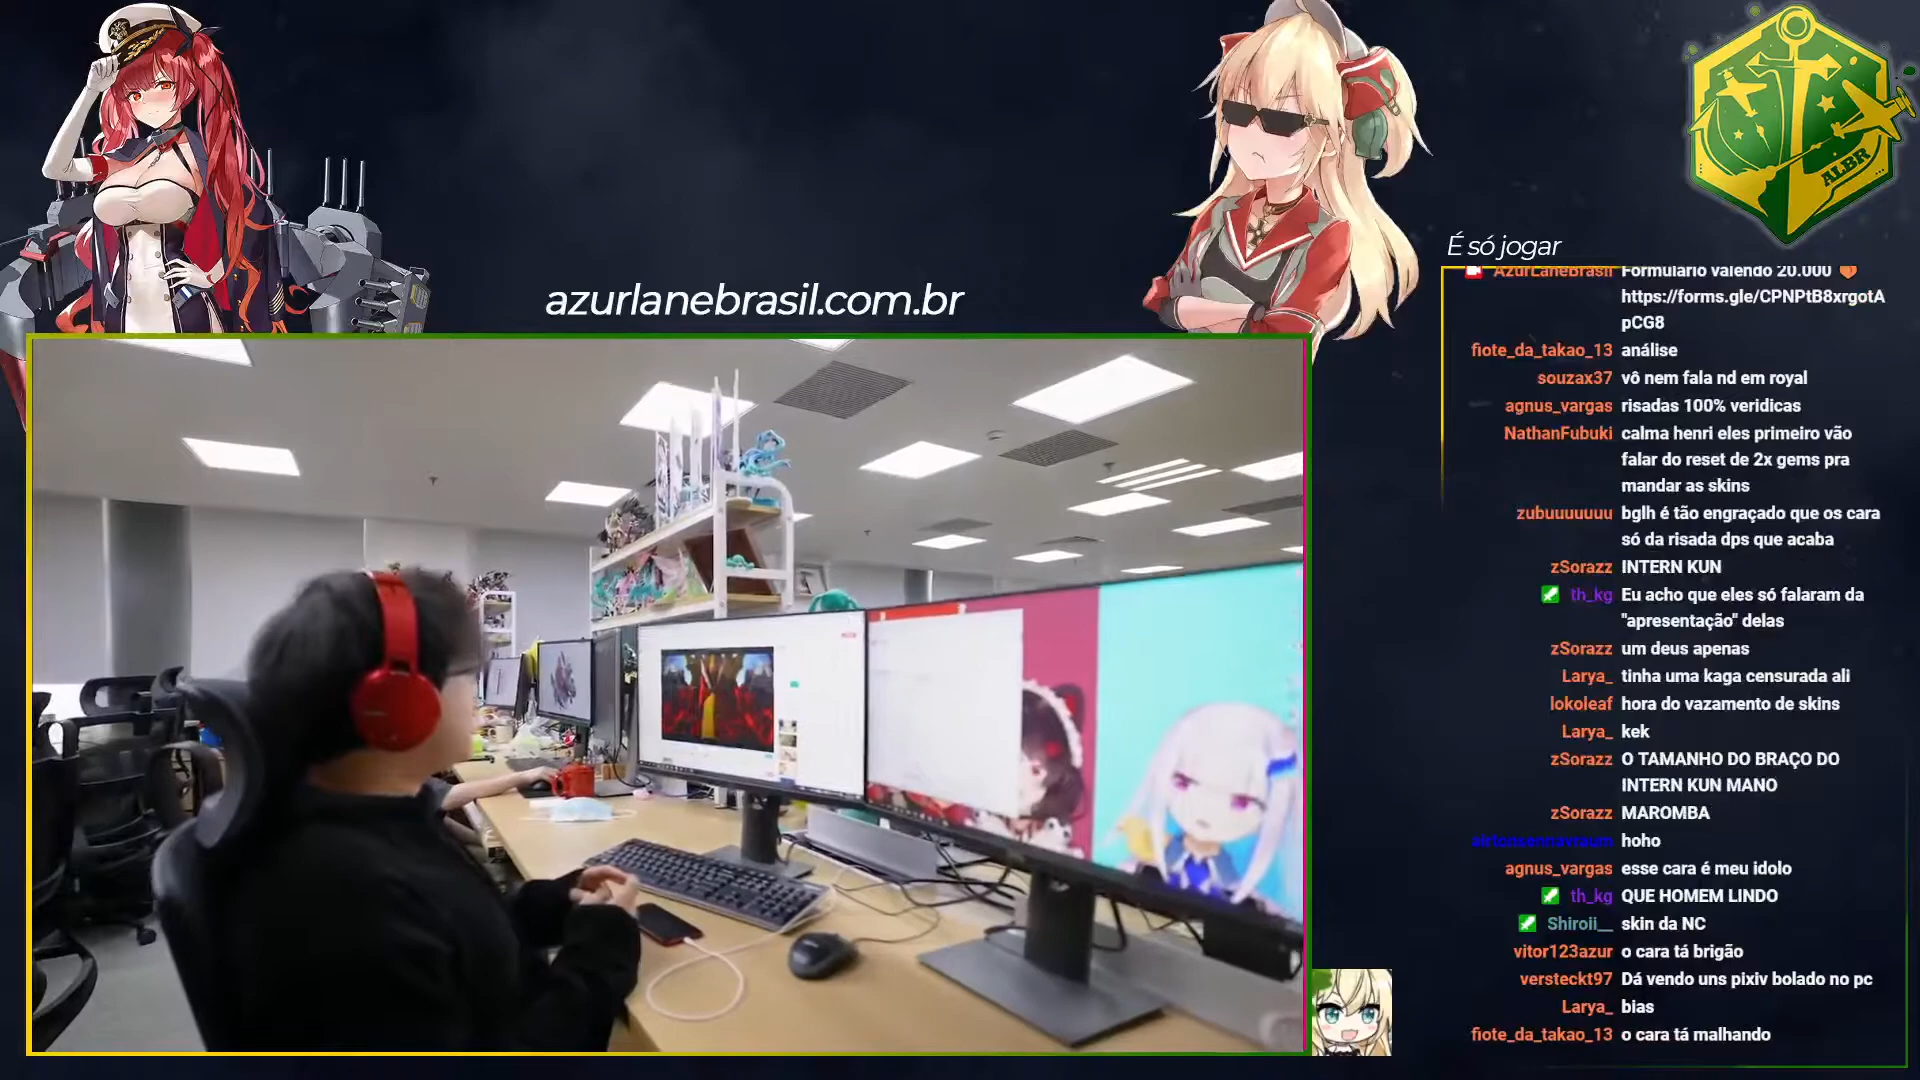 azurlanebrasil.com.br
ALBR
É só jogar
AzurLaneBrasil Formulário valendo 20.000
https://forms.gle/CPNPtB8xrgotA
pCG8
fiote_da_takao_13 análise
souzax37 vô nem fala nd em royal
agnus_vargas risadas 100% veridicas
NathanFubuki calma henri eles primeiro vão
falar do reset de 2x gems pra
mandar as skins
zubuuuuuuu bglh é tão engraçado que os cara
só da risada dps que acaba
zSorazz INTERN KUN
th_kg Eu acho que eles só falaram da
"apresentação" delas
zSorazz um deus apenas
Larya_ tinha uma kaga censurada ali
lokoleaf hora do vazamento de skins
Larya_ kek
zSorazz O TAMANHO DO BRAÇO DO
INTERN KUN MANO
zSorazz MAROMBA
airtonsennavraum hoho
agnus_vargas esse cara é meu idolo
th_kg QUE HOMEM LINDO
Shiroii__ skin da NC
vitor123azur o cara tá brigão
versteckt97 Dá vendo uns pixiv bolado no pc
Larya_ bias
fiote_da_takao_13 o cara tá malhando